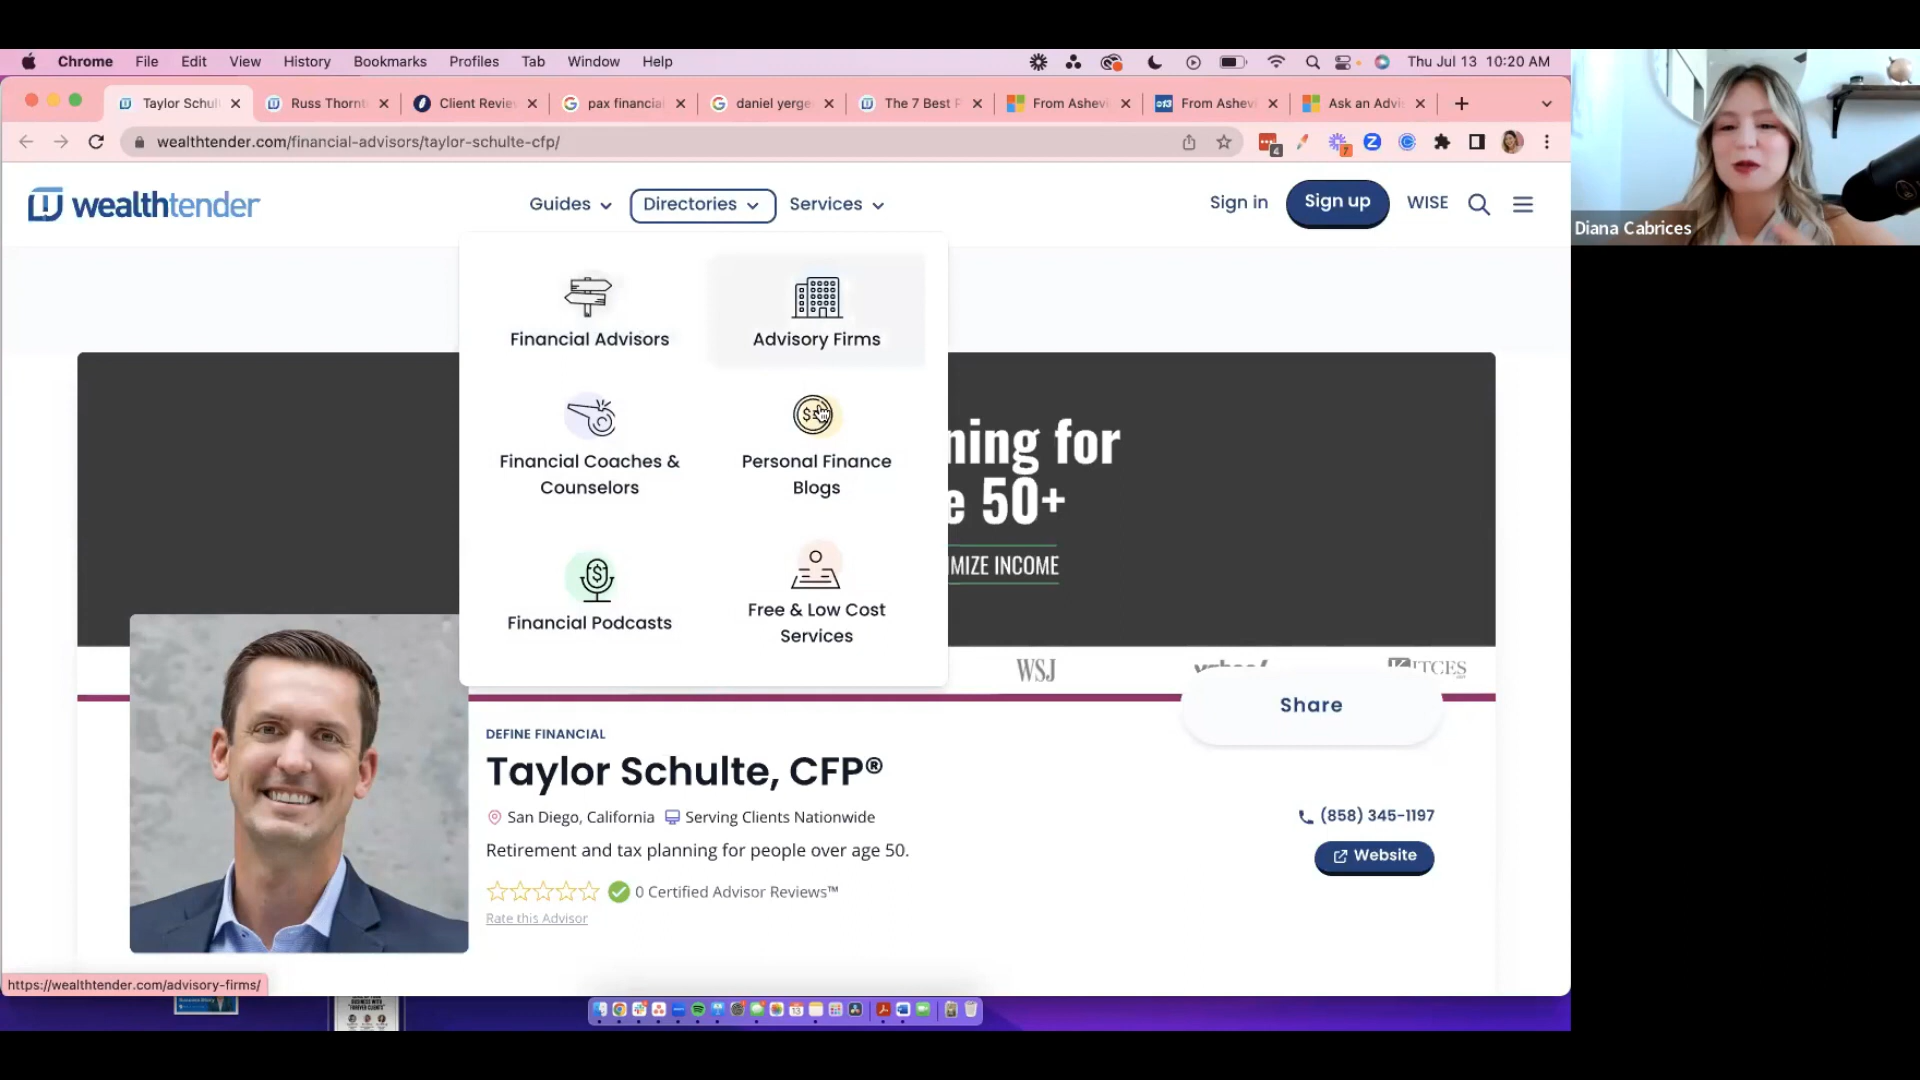 Chrome File Edit View History Bookmarks Profiles Tab Window Help
Thu Jul 13 10:20 AM
Taylor Schul
Russ Thornt
Client Revie
pax financia
daniel yerge
The 7 Best
From Ashevi
From Ashev
Ask an Advis
wealthtender.com/financial-advisors/taylor-schulte-cfp/
4
7
wealthtender
Guides
Directories
Services
Sign in
Sign up
WISE
Diana Cabrices
Financial Advisors
Advisory Firms
Financial Coaches &
Counselors
Personal Finance
Blogs
Financial Podcasts
Free & Low Cost
Services
ning for
e 50+
MIZE INCOME
WSJ
Share
DEFINE FINANCIAL
Taylor Schulte, CFP®
San Diego, California
Serving Clients Nationwide
(858) 345-1197
Retirement and tax planning for people over age 50.
Website
0 Certified Advisor Reviews™
Rate this Advisor
https://wealthtender.com/advisory-firms/